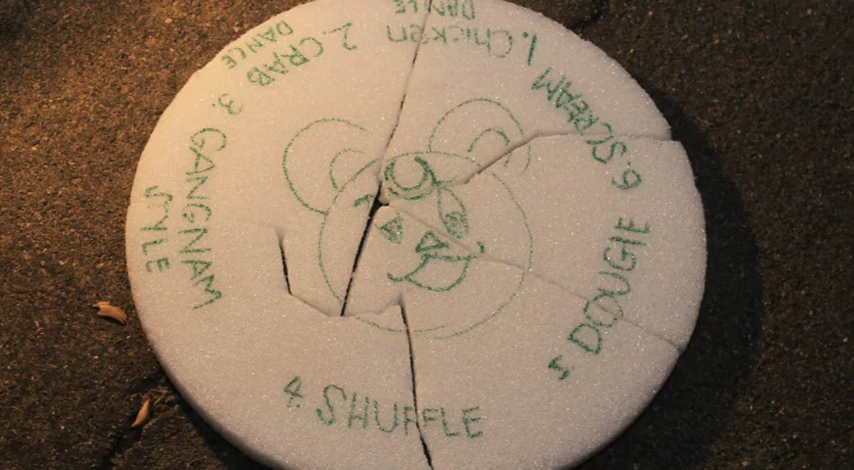 1. Chicken
DANCE
2. CRAB
DANCE
3. GANGNAM
STYLE
4. SHUFFLE
5. DOUGIE
6. SCREAM